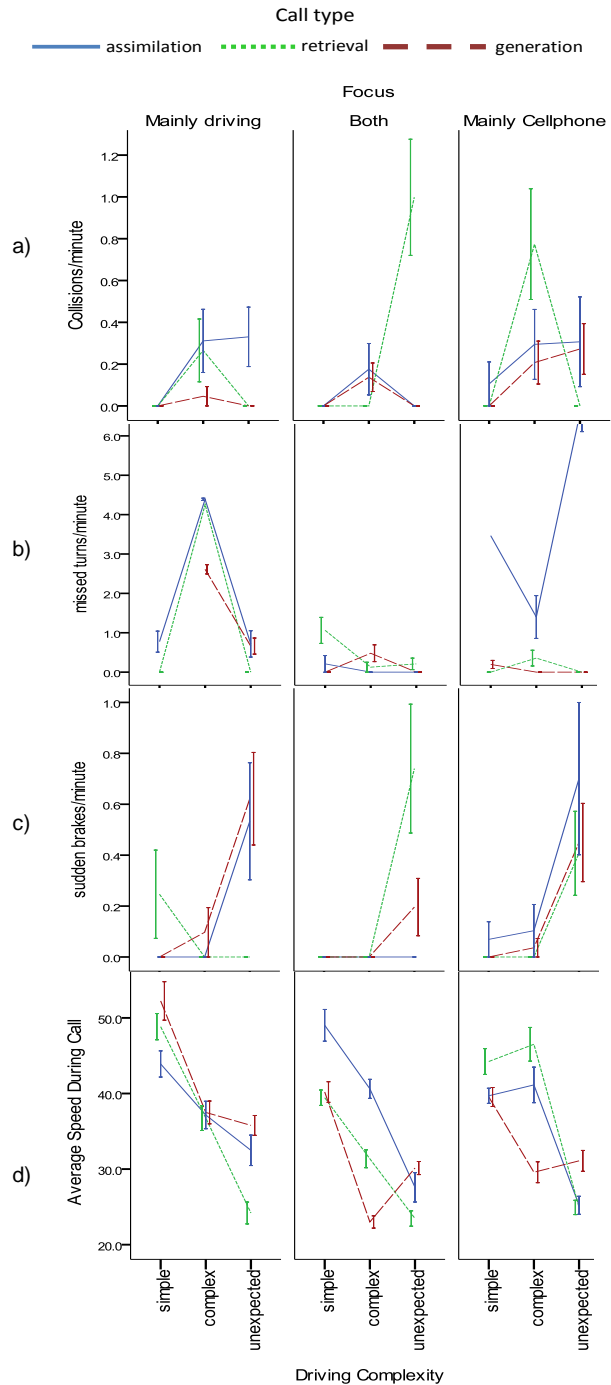 Call type
assimilation retrieval generation
Focus
Mainly driving Both Mainly Cellphone
a)
Collisions/minute
1.2
1.0
0.8
0.6
0.4
0.2
0.0
b)
missed turns/minute
6.0
5.0
4.0
3.0
2.0
1.0
0.0
c)
sudden brakes/minute
1.0
0.8
0.6
0.4
0.2
0.0
d)
Average Speed During Call
50.0
40.0
30.0
20.0
simple complex unexpected simple complex unexpected simple complex unexpected
Driving Complexity